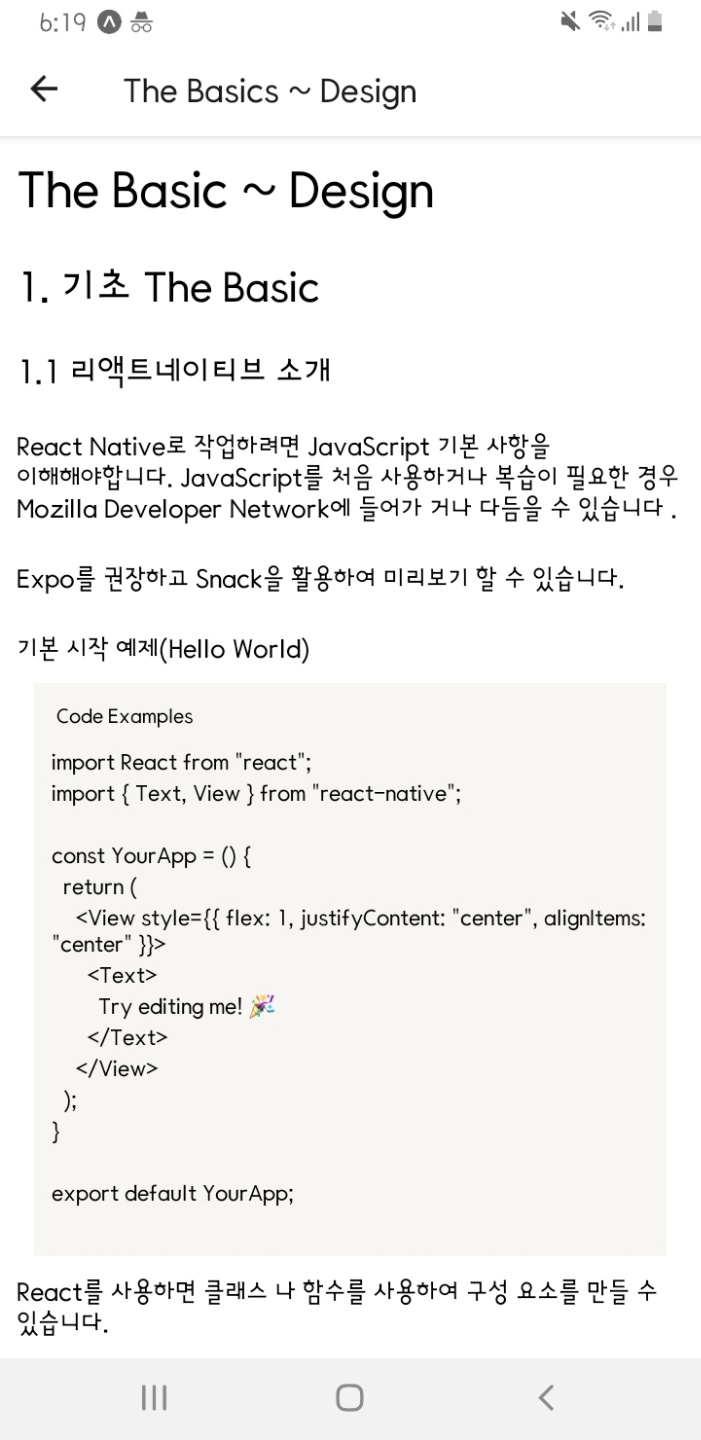 6:19
The Basics ~ Design
The Basic ~ Design
1. 기초 The Basic
1.1 리액트네이티브 소개
React Native로 작업하려면 JavaScript 기본 사항을
이해해야합니다. JavaScript를 처음 사용하거나 복습이 필요한 경우
Mozilla Developer Network에 들어가 거나 다듬을 수 있습니다 .
Expo를 권장하고 Snack을 활용하여 미리보기 할 수 있습니다.
기본 시작 예제(Hello World)
Code Examples
import React from "react";
import { Text, View } from "react-native";
const YourApp = () {
return (
<View style={{ flex: 1, justifyContent: "center", alignItems:
"center" }}>
<Text>
Try editing me! 🎉
</Text>
</View>
);
}
export default YourApp;
React를 사용하면 클래스 나 함수를 사용하여 구성 요소를 만들 수
있습니다.